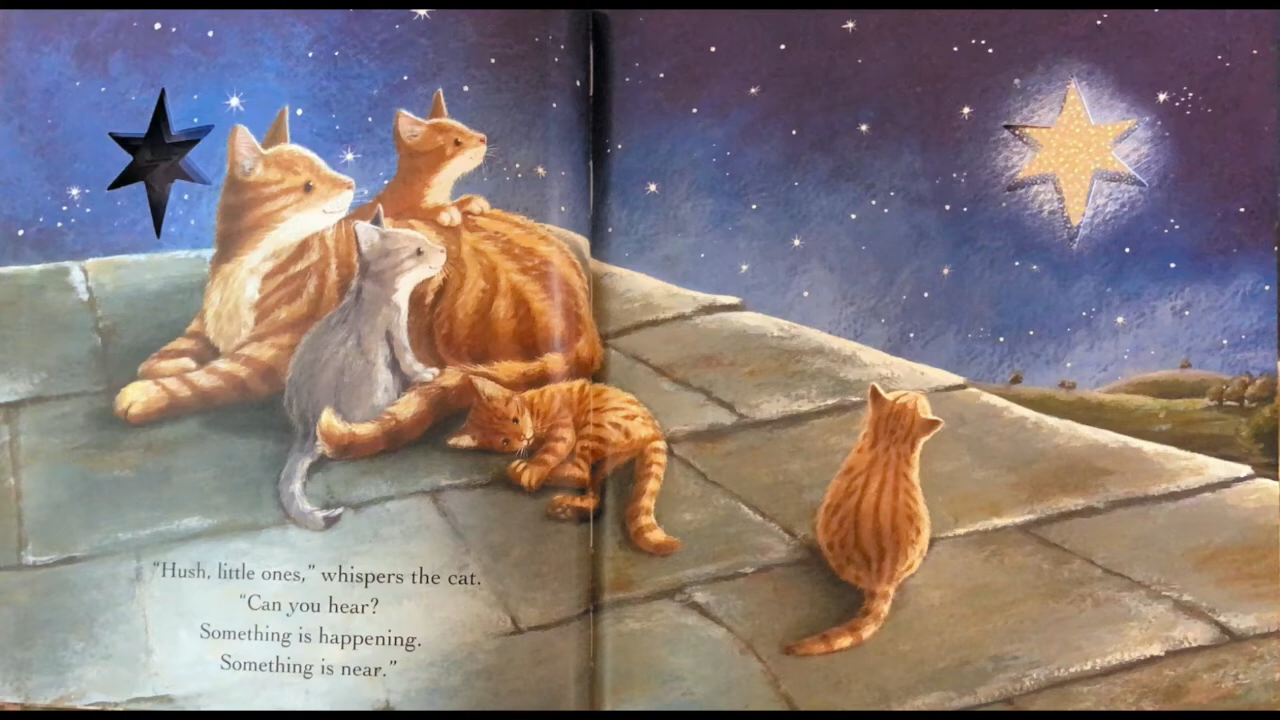 “Hush, little ones,” whispers the cat.
“Can you hear?
Something is happening.
Something is near.”